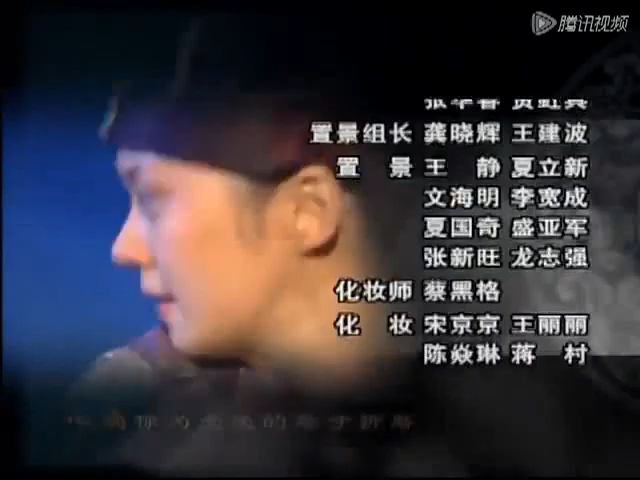 腾讯视频
置景组长 龚晓辉 王建波
置 景 王 静 夏立新
文海明 李宽成
夏国奇 盛亚军
张新旺 龙志强
化妆师 蔡黑格
化 妆 宋京京 王丽丽
陈焱琳 蒋 村